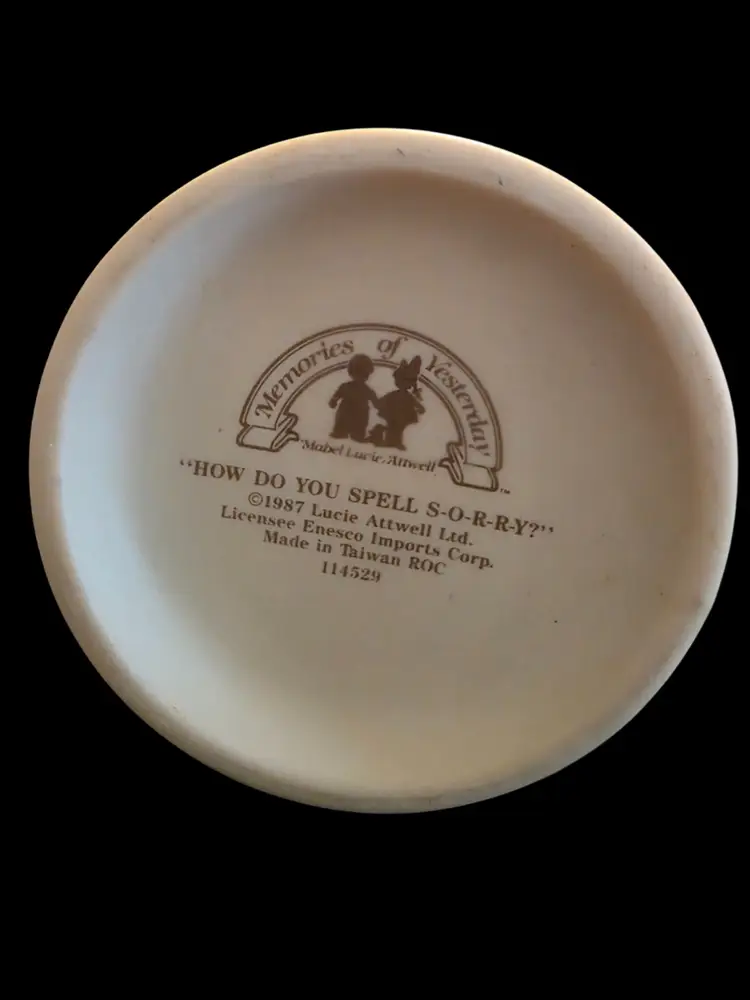 Memories of Yesterday
Mabel Lucie Attwell ™
“HOW DO YOU SPELL S-O-R-R-Y?”
©1987 Lucie Attwell Ltd.
Licensee Enesco Imports Corp.
Made in Taiwan ROC
114529